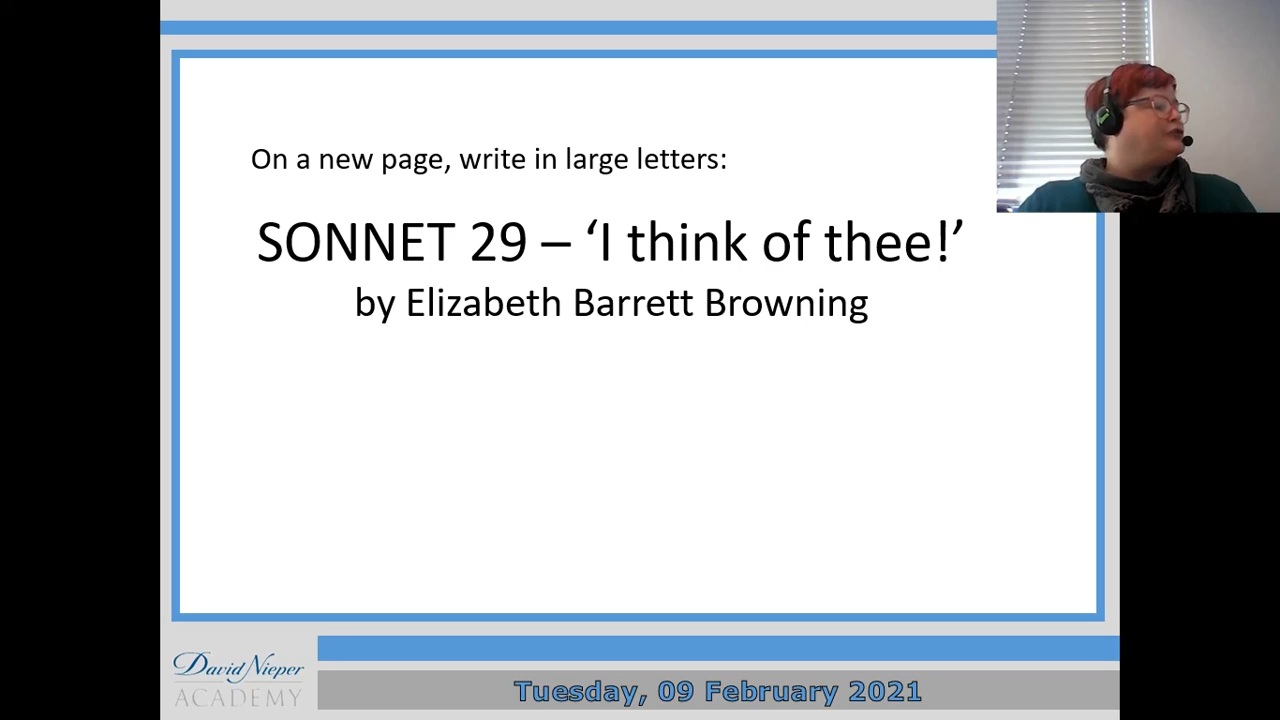 On a new page, write in large letters:
SONNET 29 – ‘I think of thee!’
by Elizabeth Barrett Browning
David Nieper
ACADEMY
Tuesday, 09 February 2021